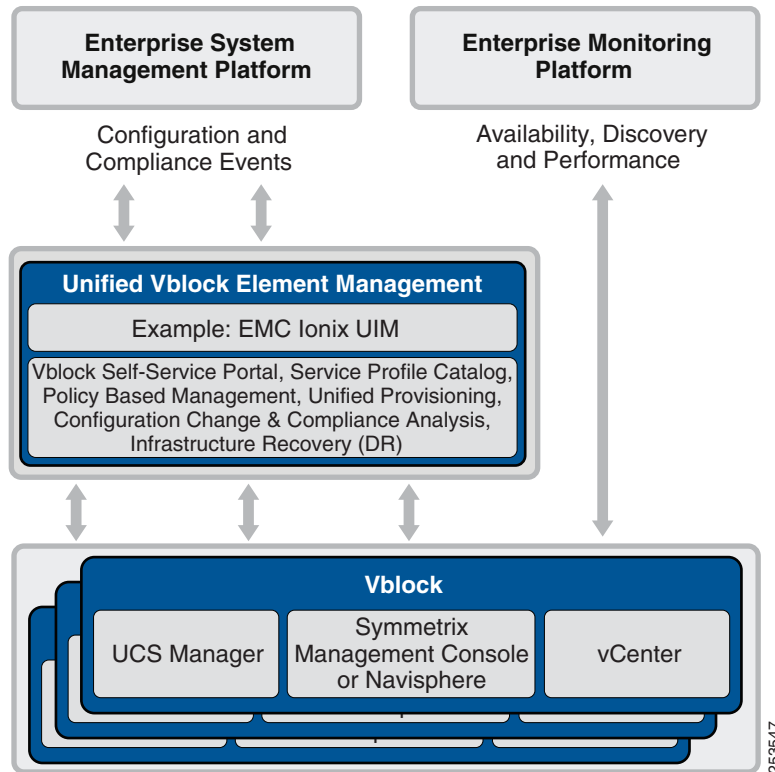 Enterprise System
Management Platform
Enterprise Monitoring
Platform
Configuration and
Compliance Events
Availability, Discovery
and Performance
Unified Vblock Element Management
Example: EMC Ionix UIM
Vblock Self-Service Portal, Service Profile Catalog,
Policy Based Management, Unified Provisioning,
Configuration Change & Compliance Analysis,
Infrastructure Recovery (DR)
Vblock
UCS Manager
Symmetrix
Management Console
or Navisphere
vCenter
253547